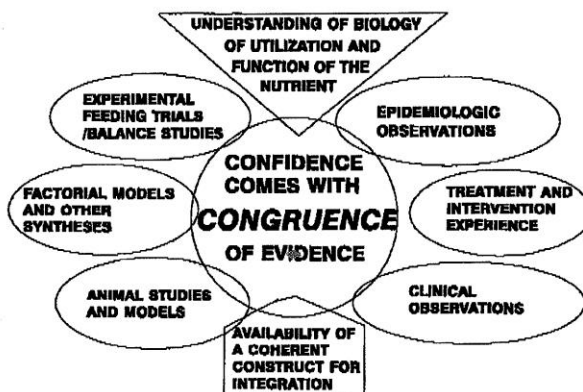 UNDERSTANDING OF BIOLOGY
OF UTILIZATION AND
FUNCTION OF THE
NUTRIENT
EXPERIMENTAL
FEEDING TRIALS
/BALANCE STUDIES
EPIDEMIOLOGIC
OBSERVATIONS
CONFIDENCE
COMES WITH
CONGRUENCE
OF EVIDENCE
FACTORIAL MODELS
AND OTHER
SYNTHESES
TREATMENT AND
INTERVENTION
EXPERIENCE
ANIMAL STUDIES
AND MODELS
CLINICAL
OBSERVATIONS
AVAILABILITY OF
A COHERENT
CONSTRUCT FOR
INTEGRATION